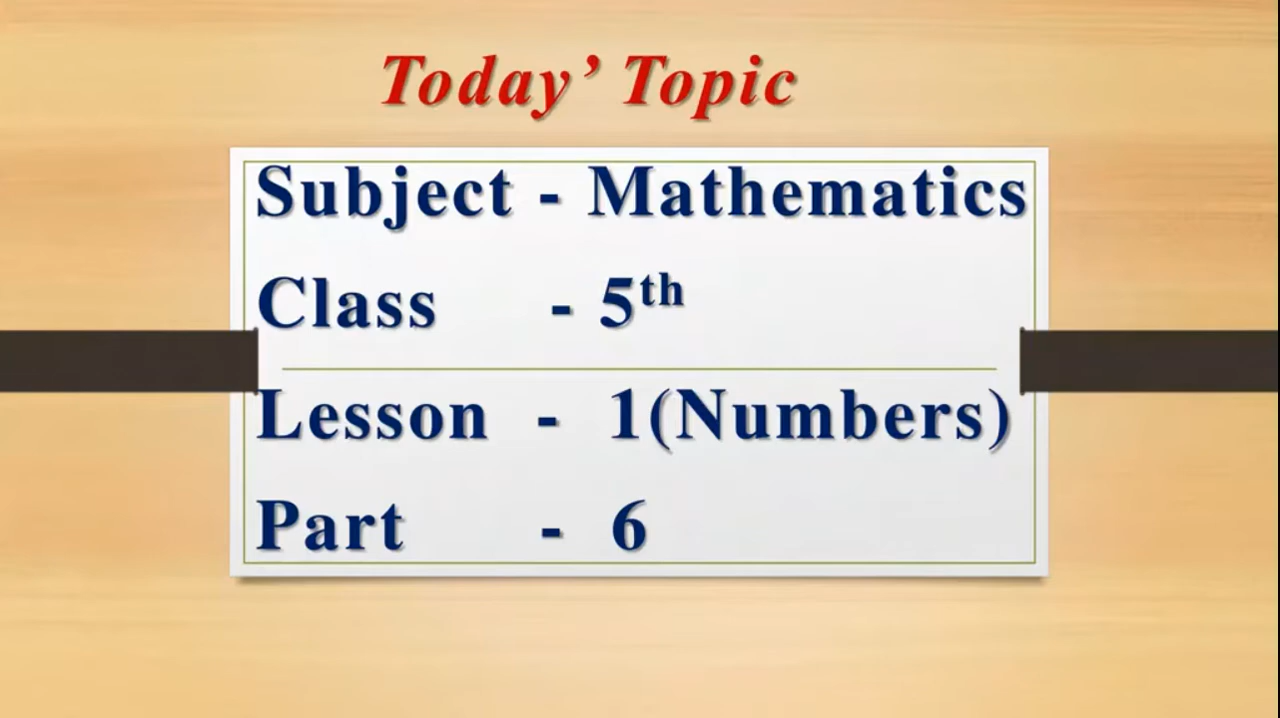 Today’ Topic
Subject - Mathematics
Class - 5th
Lesson - 1(Numbers)
Part - 6